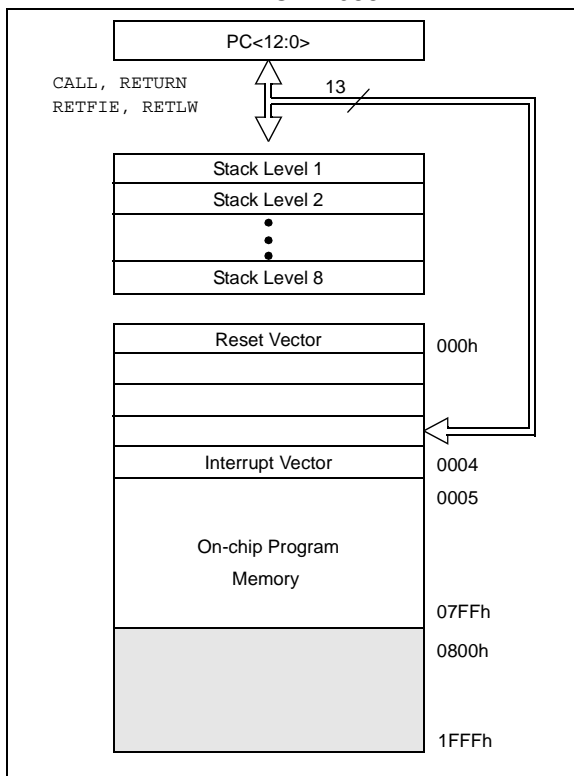 PC<12:0>
CALL, RETURN
RETFIE, RETLW
13
Stack Level 1
Stack Level 2
Stack Level 8
Reset Vector
000h
Interrupt Vector
0004
0005
On-chip Program
Memory
07FFh
0800h
1FFFh